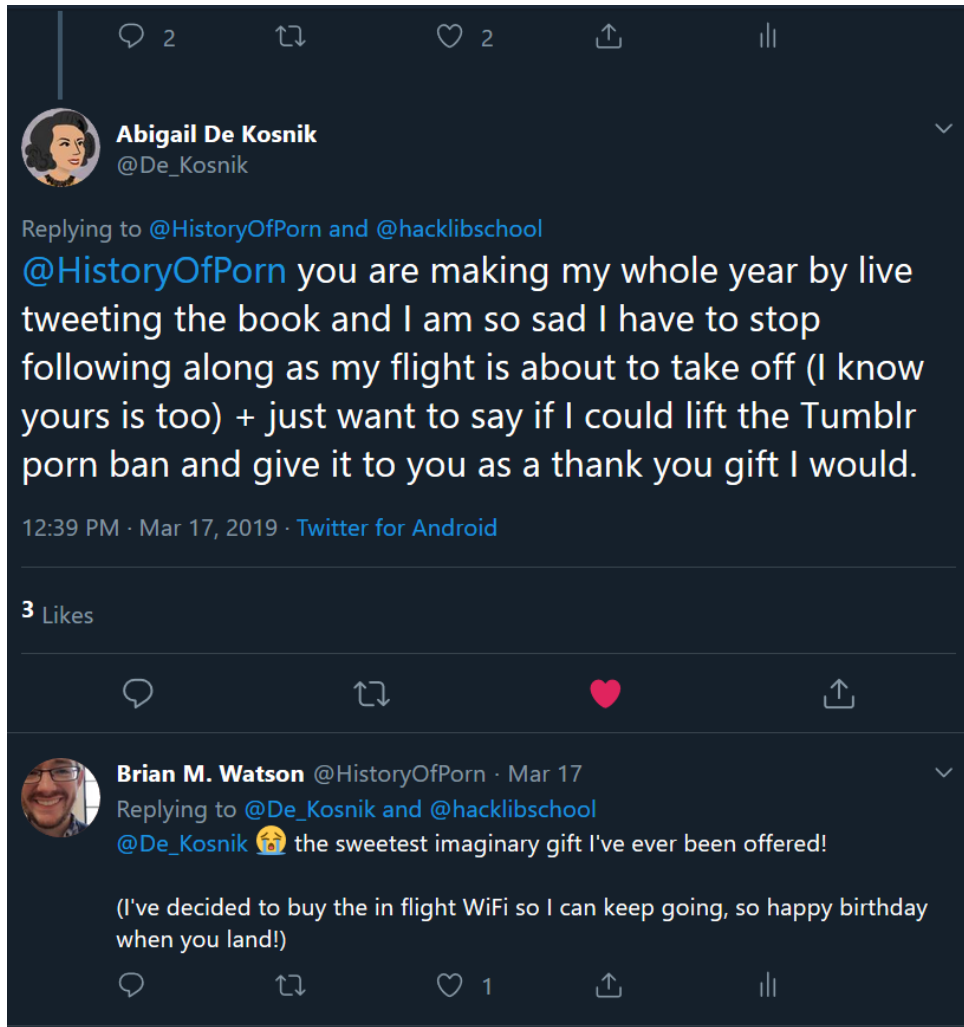 2 2
Abigail De Kosnik
@De_Kosnik
Replying to @HistoryOfPorn and @hacklibschool
@HistoryOfPorn you are making my whole year by live
tweeting the book and I am so sad I have to stop
following along as my flight is about to take off (I know
yours is too) + just want to say if I could lift the Tumblr
porn ban and give it to you as a thank you gift I would.
12:39 PM · Mar 17, 2019 · Twitter for Android
3 Likes
Brian M. Watson @HistoryOfPorn · Mar 17
Replying to @De_Kosnik and @hacklibschool
@De_Kosnik 😭 the sweetest imaginary gift I've ever been offered!
(I've decided to buy the in flight WiFi so I can keep going, so happy birthday
when you land!)
1